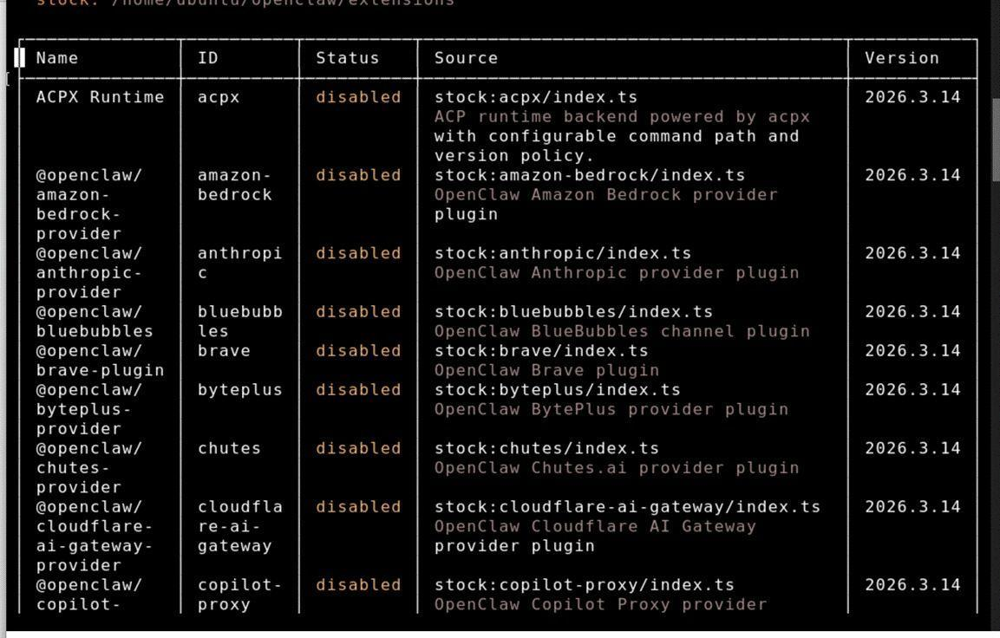 stock: /home/ubuntu/openclaw/extensions
Name ID Status Source Version
ACPX Runtime acpx disabled stock:acpx/index.ts 2026.3.14
ACP runtime backend powered by acpx
with configurable command path and
version policy.
@openclaw/ amazon- disabled stock:amazon-bedrock/index.ts 2026.3.14
amazon- bedrock OpenClaw Amazon Bedrock provider
bedrock- plugin
provider
@openclaw/ anthropi disabled stock:anthropic/index.ts 2026.3.14
anthropic- c OpenClaw Anthropic provider plugin
provider
@openclaw/ bluebubb disabled stock:bluebubbles/index.ts 2026.3.14
bluebubbles les OpenClaw BlueBubbles channel plugin
@openclaw/ brave disabled stock:brave/index.ts 2026.3.14
brave-plugin OpenClaw Brave plugin
@openclaw/ byteplus disabled stock:byteplus/index.ts 2026.3.14
byteplus- OpenClaw BytePlus provider plugin
provider
@openclaw/ chutes disabled stock:chutes/index.ts 2026.3.14
chutes- OpenClaw Chutes.ai provider plugin
provider
@openclaw/ cloudfla disabled stock:cloudflare-ai-gateway/index.ts 2026.3.14
cloudflare- re-ai- OpenClaw Cloudflare AI Gateway
ai-gateway- gateway provider plugin
provider
@openclaw/ copilot- disabled stock:copilot-proxy/index.ts 2026.3.14
copilot- proxy OpenClaw Copilot Proxy provider